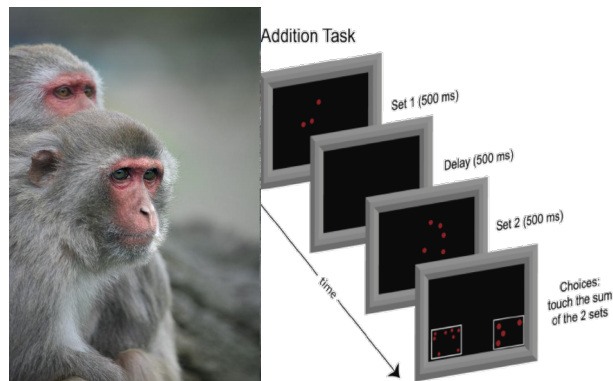 Addition Task
Set 1 (500 ms)
Delay (500 ms)
Set 2 (500 ms)
time
Choices:
touch the sum
of the 2 sets